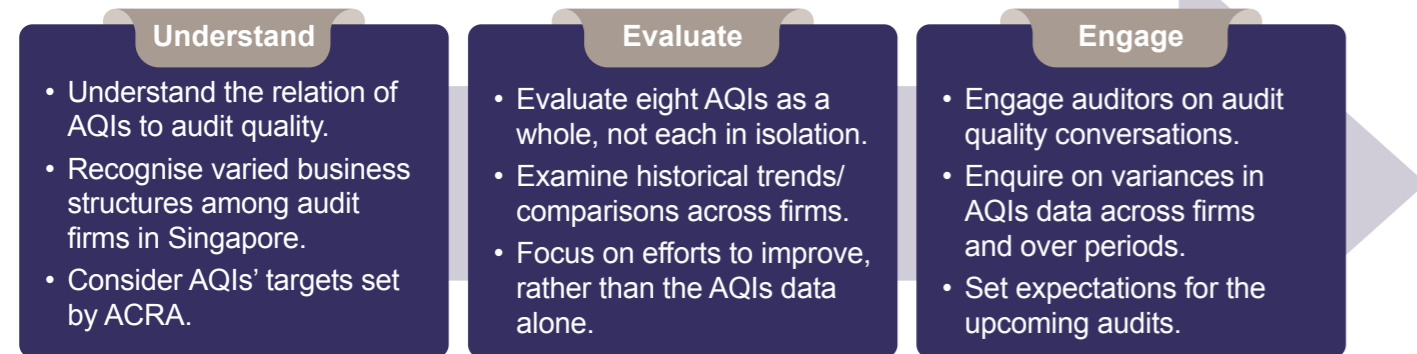 Understand
• Understand the relation of
AQIs to audit quality.
• Recognise varied business
structures among audit
firms in Singapore.
• Consider AQIs’ targets set
by ACRA.
Evaluate
• Evaluate eight AQIs as a
whole, not each in isolation.
• Examine historical trends/
comparisons across firms.
• Focus on efforts to improve,
rather than the AQIs data
alone.
Engage
• Engage auditors on audit
quality conversations.
• Enquire on variances in
AQIs data across firms
and over periods.
• Set expectations for the
upcoming audits.